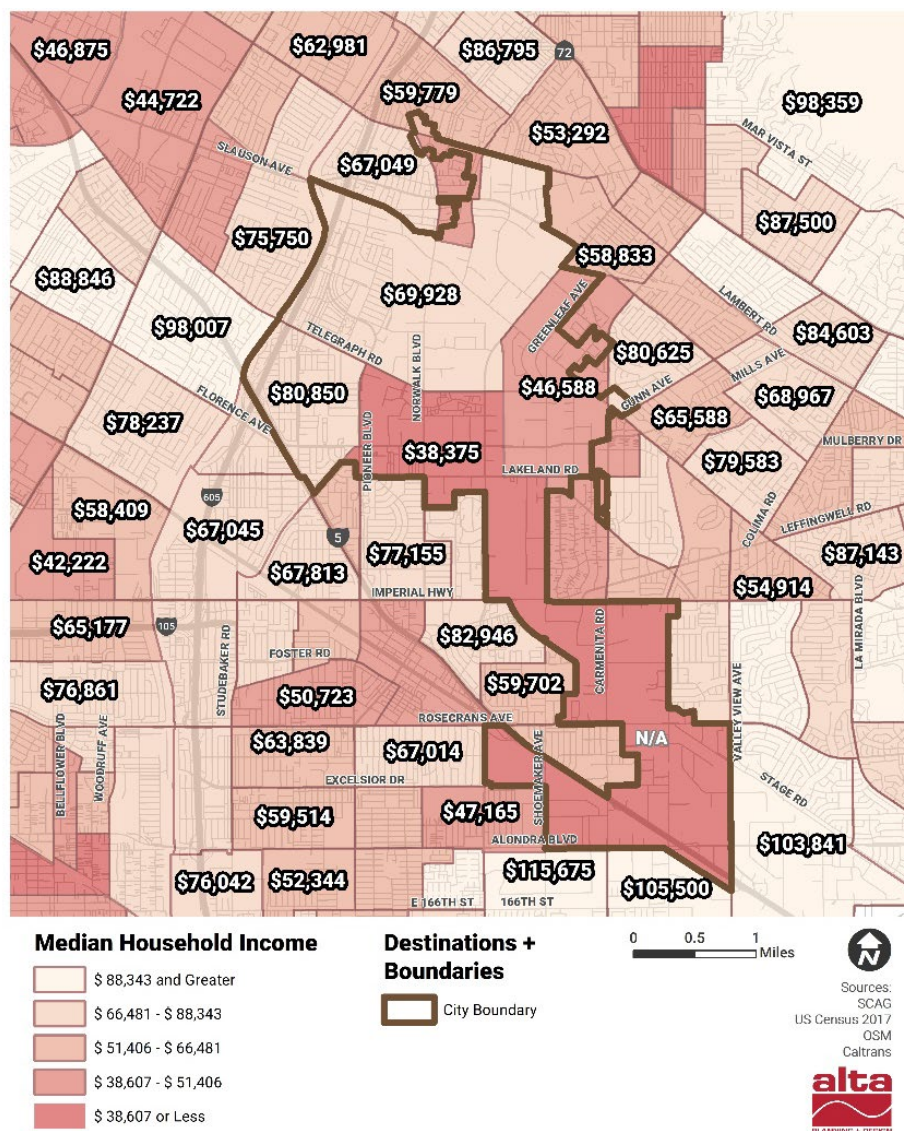 $46,875
$62,981
$86,795
72
$44,722
$59,779
$98,359
$53,292
MAR VISTA ST
SLAUSON AVE
$67,049
$87,500
$75,750
$58,833
$88,846
$69,928
GREENLEAF AVE
LAMBERT RD
$98,007
TELEGRAPH RD
NORWALK BLVD
$84,603
$80,625
MILLS AVE
$80,850
$46,588
GUNN AVE
$68,967
FLORENCE AVE
$78,237
$65,588
MULBERRY DR
PIONEER BLVD
$38,375
$79,583
LAKELAND RD
605
$58,409
COLIMA RD
LEFFINGWELL RD
$67,045
5
$77,155
$87,143
$42,222
$67,813
$54,914
IMPERIAL HWY
LA MIRADA BLVD
$65,177
105
$82,946
CARMENITA RD
STUDEBAKER RD
FOSTER RD
$76,861
$50,723
$59,702
VALLEY VIEW AVE
ROSECRANS AVE
BELLFLOWER BLVD
WOODRUFF AVE
$63,839
$67,014
SHOEMAKER AVE
N/A
EXCELSIOR DR
STAGE RD
$59,514
$47,165
ALONDRA BLVD
$103,841
$76,042
$52,344
$115,675
$105,500
E 166TH ST
166TH ST
Median Household Income
$ 88,343 and Greater
$ 66,481 - $ 88,343
$ 51,406 - $ 66,481
$ 38,607 - $ 51,406
$ 38,607 or Less
Destinations +
Boundaries
City Boundary
0 0.5 1
Miles
N
Sources:
SCAG
US Census 2017
OSM
Caltrans
alta
PLANNING + DESIGN